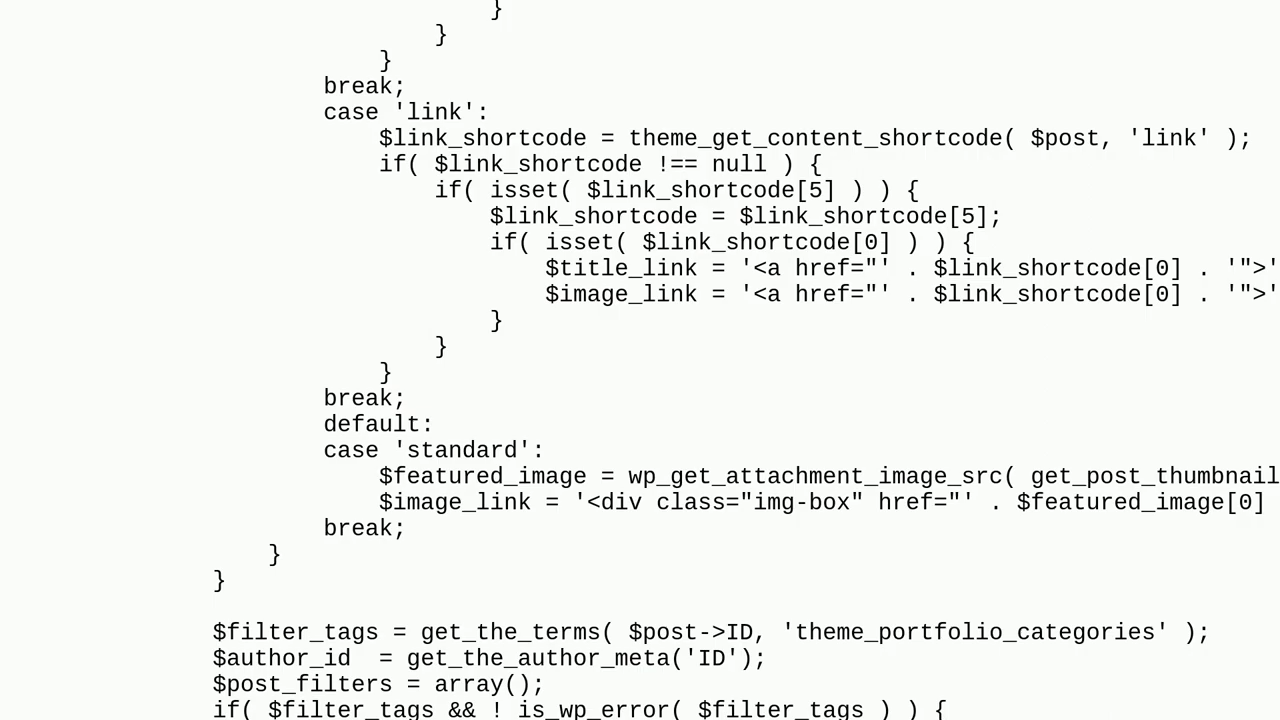 }
}
}
break;
case 'link':
$link_shortcode = theme_get_content_shortcode( $post, 'link' );
if( $link_shortcode !== null ) {
if( isset( $link_shortcode[5] ) ) {
$link_shortcode = $link_shortcode[5];
if( isset( $link_shortcode[0] ) ) {
$title_link = '<a href="' . $link_shortcode[0] . '">'
$image_link = '<a href="' . $link_shortcode[0] . '">'
}
}
}
break;
default:
case 'standard':
$featured_image = wp_get_attachment_image_src( get_post_thumbnail
$image_link = '<div class="img-box" href="' . $featured_image[0]
break;
}
}
$filter_tags = get_the_terms( $post->ID, 'theme_portfolio_categories' );
$author_id  = get_the_author_meta('ID');
$post_filters = array();
if( $filter_tags && ! is_wp_error( $filter_tags ) ) {